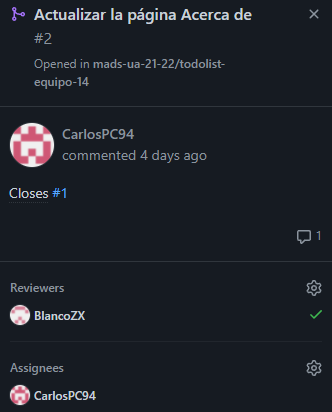 Actualizar la página Acerca de
#2
Opened in mads-ua-21-22/todolist-
equipo-14
CarlosPC94
commented 4 days ago
Closes #1
1
Reviewers
BlancoZX
Assignees
CarlosPC94